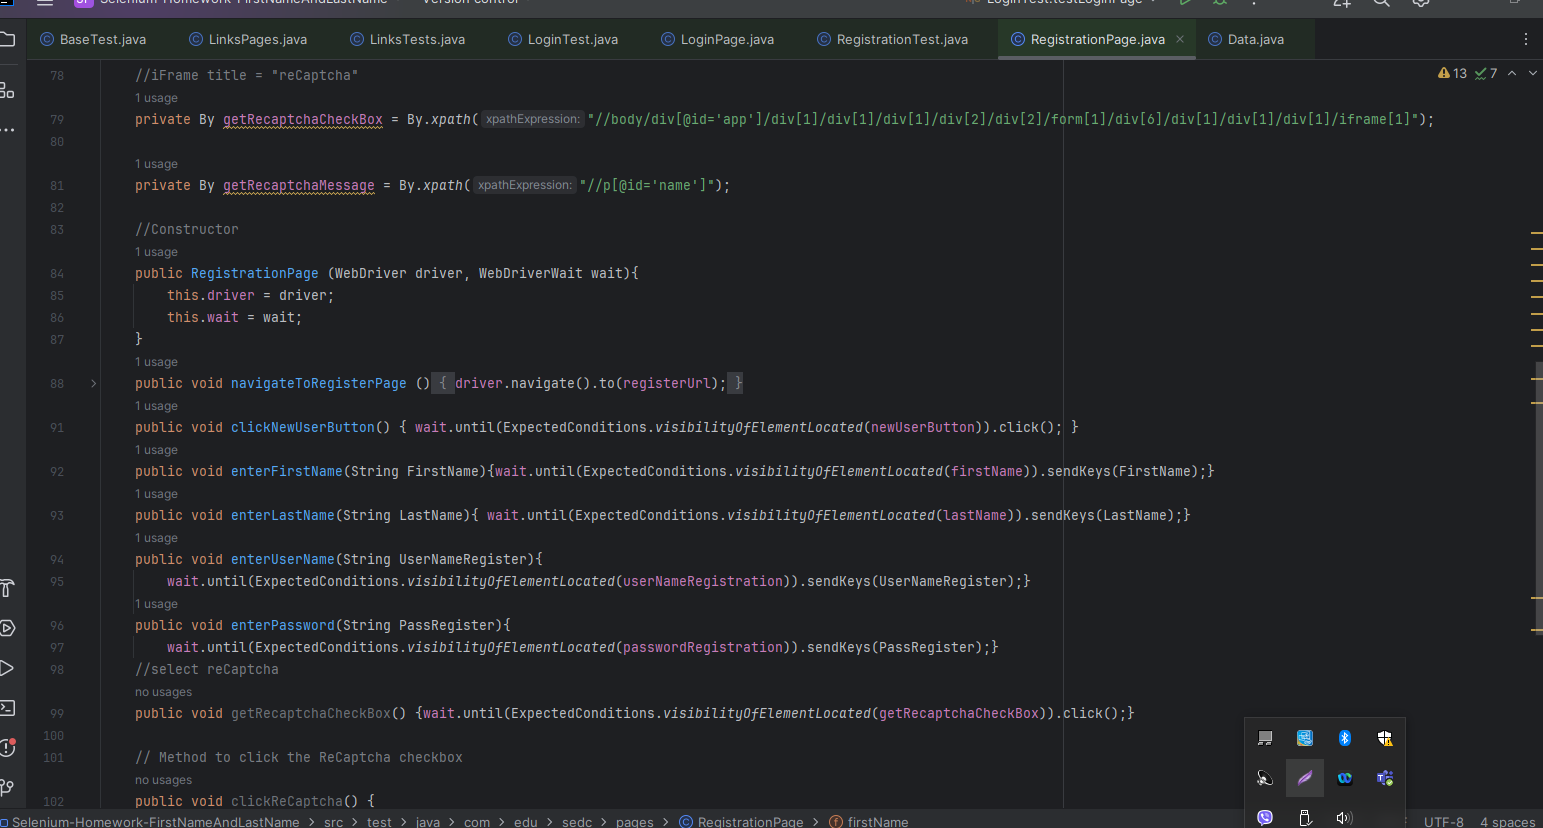 Selenium-Homework-FirstNameAndLastName Version control LoginTest.testLoginPage
BaseTest.java LinksPages.java LinksTests.java LoginTest.java LoginPage.java RegistrationTest.java RegistrationPage.java Data.java
78 //iFrame title = "reCaptcha" 13 7
1 usage
79 private By getRecaptchaCheckBox = By.xpath( xpathExpression: "//body/div[@id='app']/div[1]/div[1]/div[1]/div[2]/div[2]/form[1]/div[6]/div[1]/div[1]/div[1]/iframe[1]");
80
1 usage
81 private By getRecaptchaMessage = By.xpath( xpathExpression: "//p[@id='name']");
82
83 //Constructor
1 usage
84 public RegistrationPage (WebDriver driver, WebDriverWait wait){
85 this.driver = driver;
86 this.wait = wait;
87 }
1 usage
88 public void navigateToRegisterPage () { driver.navigate().to(registerUrl); }
1 usage
91 public void clickNewUserButton() { wait.until(ExpectedConditions.visibilityOfElementLocated(newUserButton)).click(); }
1 usage
92 public void enterFirstName(String FirstName){wait.until(ExpectedConditions.visibilityOfElementLocated(firstName)).sendKeys(FirstName);}
1 usage
93 public void enterLastName(String LastName){ wait.until(ExpectedConditions.visibilityOfElementLocated(lastName)).sendKeys(LastName);}
1 usage
94 public void enterUserName(String UserNameRegister){
95 wait.until(ExpectedConditions.visibilityOfElementLocated(userNameRegistration)).sendKeys(UserNameRegister);}
1 usage
96 public void enterPassword(String PassRegister){
97 wait.until(ExpectedConditions.visibilityOfElementLocated(passwordRegistration)).sendKeys(PassRegister);}
98 //select reCaptcha
no usages
99 public void getRecaptchaCheckBox() {wait.until(ExpectedConditions.visibilityOfElementLocated(getRecaptchaCheckBox)).click();}
100
101 // Method to click the ReCaptcha checkbox
no usages
102 public void clickReCaptcha() {
Selenium-Homework-FirstNameAndLastName > src > test > java > com > edu > sedc > pages > RegistrationPage > firstName UTF-8 4 spaces